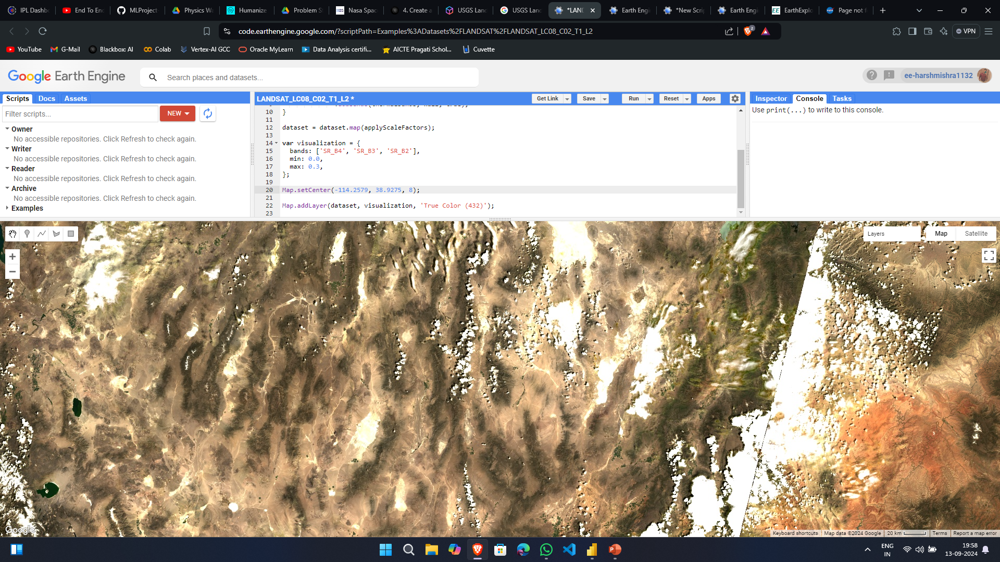 IPL Dashb
End To En
MLProject
Physics Wa
Humanize
Problem S
Nasa Spac
4. Create a
USGS Lan
USGS Lan
*LAN
Earth Engi
*New Scrip
Earth Engi
EarthExplo
Page not f
code.earthengine.google.com/?scriptPath=Examples%3ADatasets%2FLANDSAT%2FLANDSAT_LC08_C02_T1_L2
2
VPN
YouTube
G-Mail
Blackbox: AI
Colab
Vertex-AI GCC
Oracle MyLearn
Data Analysis certifi...
AICTE Pragati Schol...
Cuvette
Google Earth Engine
Search places and datasets...
ee-harshmishra1132
Scripts Docs Assets
Filter scripts...
NEW
Owner
No accessible repositories. Click Refresh to check again.
Writer
No accessible repositories. Click Refresh to check again.
Reader
No accessible repositories. Click Refresh to check again.
Archive
No accessible repositories. Click Refresh to check again.
Examples
LANDSAT_LC08_C02_T1_L2 *
Get Link
Save
Run
Reset
Apps
10 }
11
12 dataset = dataset.map(applyScaleFactors);
13
14 var visualization = {
15 bands: ['SR_B4', 'SR_B3', 'SR_B2'],
16 min: 0.0,
17 max: 0.3,
18 };
19
20 Map.setCenter(-114.2579, 38.9275, 8);
21
22 Map.addLayer(dataset, visualization, 'True Color (432)');
23
Inspector Console Tasks
Use print(...) to write to this console.
Layers
Map
Satellite
Google
Keyboard shortcuts
Map data ©2024 Google
20 km
Terms
Report a map error
ENG
IN
19:58
13-09-2024